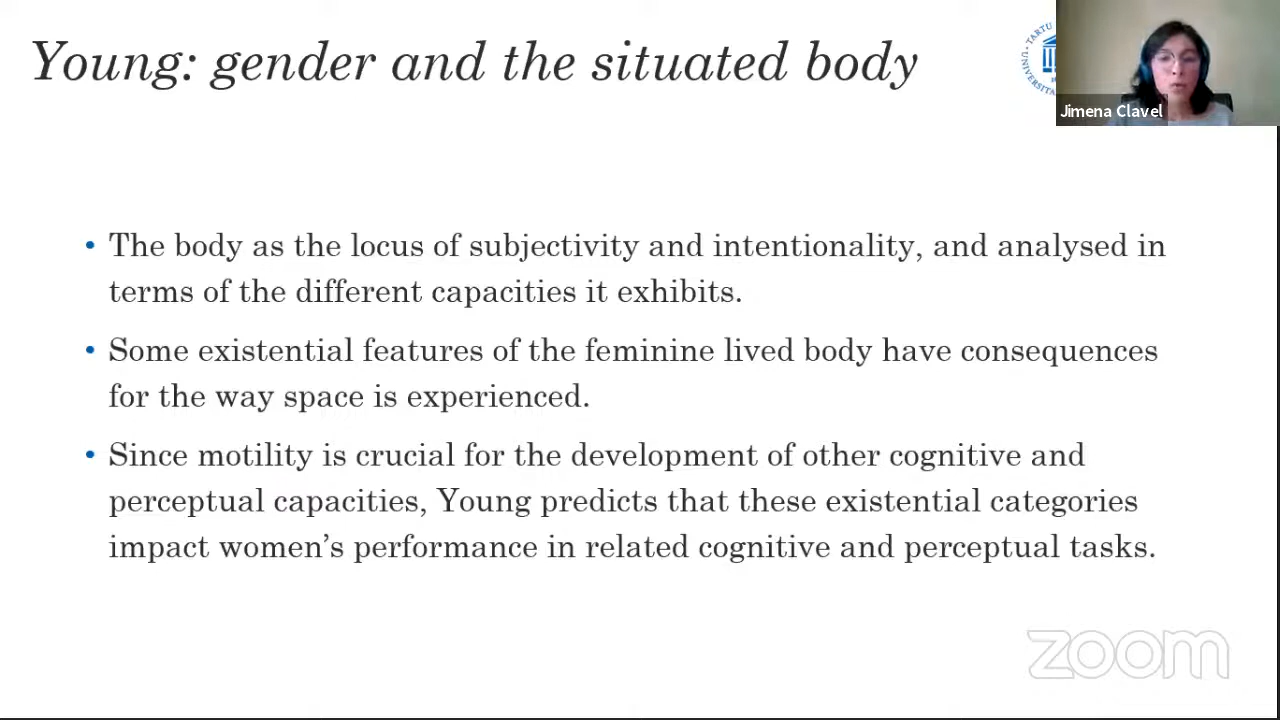 Young: gender and the situated body
TARTU
UNIVERSITA
Jimena Clavel
• The body as the locus of subjectivity and intentionality, and analysed in
terms of the different capacities it exhibits.
• Some existential features of the feminine lived body have consequences
for the way space is experienced.
• Since motility is crucial for the development of other cognitive and
perceptual capacities, Young predicts that these existential categories
impact women’s performance in related cognitive and perceptual tasks.
zoom